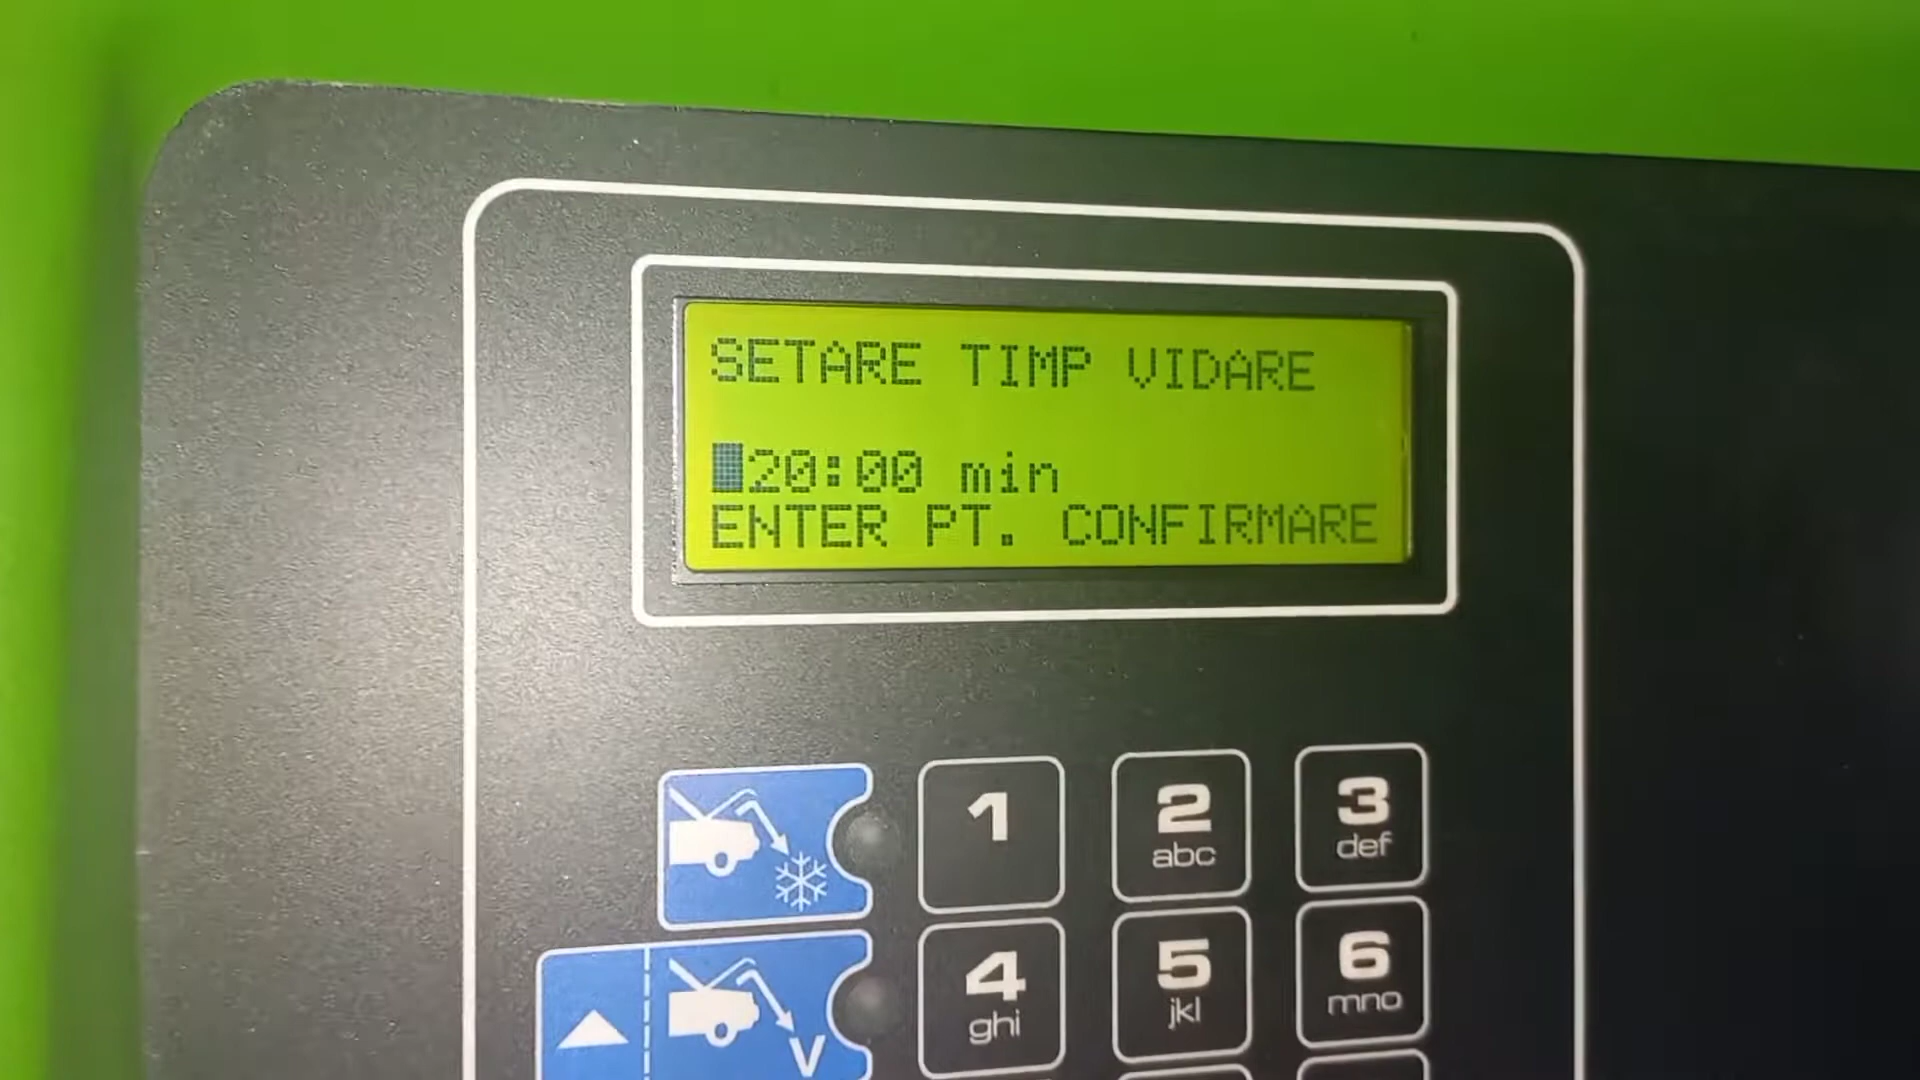 SETARE TIMP VIDARE
20:00 min
ENTER PT. CONFIRMARE
1
2
abc
3
def
4
ghi
5
jkl
6
mno
V